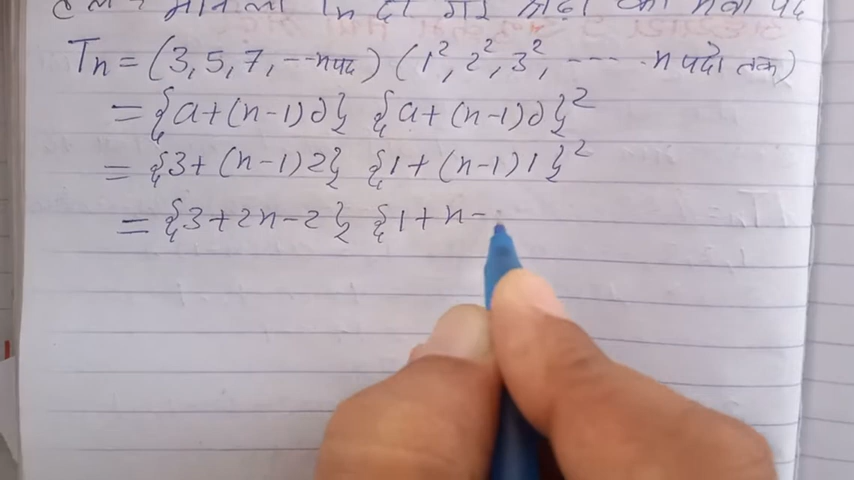 Tn = (3, 5, 7, --- nपद) (1², 2², 3², ---- n पदो तक)
= {a+(n-1)d} {a+(n-1)d}²
= {3+(n-1)2} {1+(n-1)1}²
= {3+2n-2} {1+n-